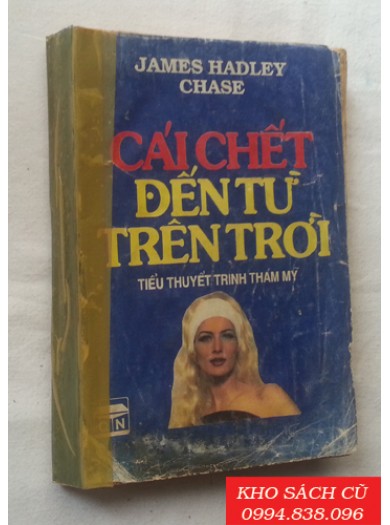 JAMES HADLEY
CHASE
CÁI CHẾT
ĐẾN TỪ
TRÊN TRỜI
TIỂU THUYẾT TRINH THÁM MỸ
N
KHO SÁCH CŨ
0994.838.096